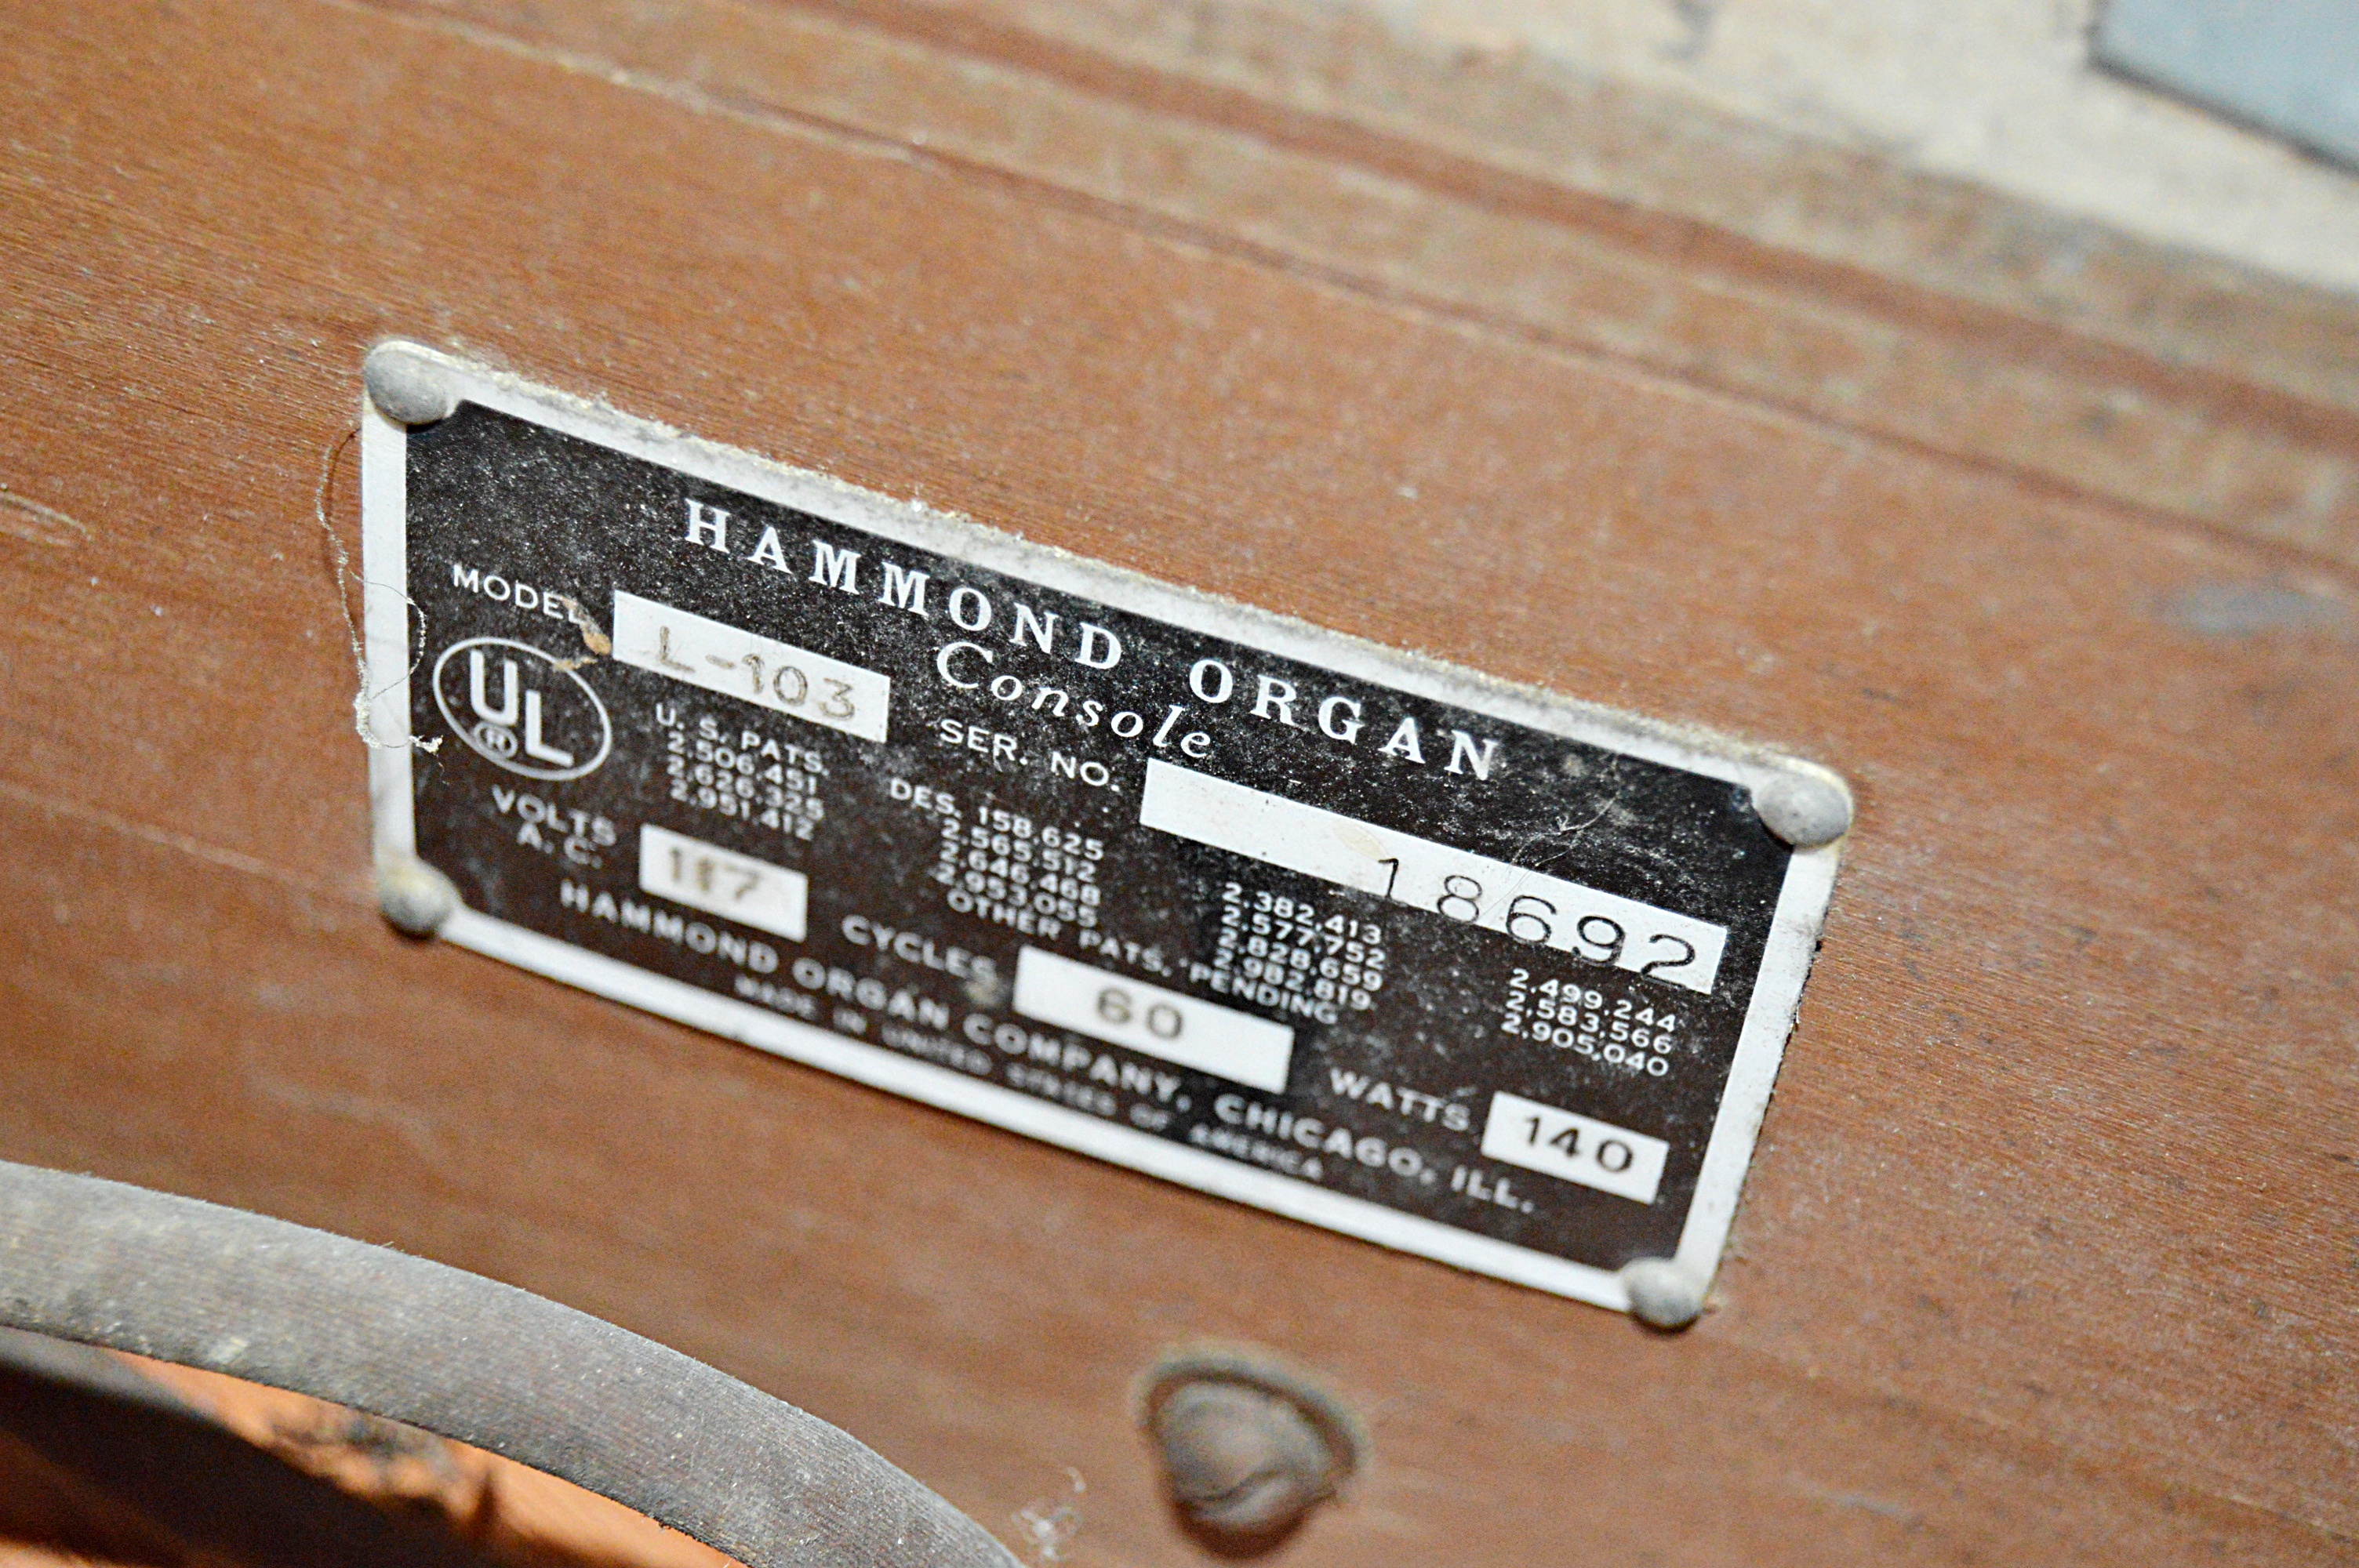 HAMMOND ORGAN
Console
MODEL L-103
SER. NO. 18692
UL ®
U. S. PATS. DES. 158,625 2,382,413 2,499,244
2,506,451 2,565,512 2,577,752 2,583,566
2,626,325 2,646,468 2,828,659 2,905,040
2,951,412 2,953,055 2,982,819
OTHER PATS. PENDING
VOLTS A. C. 117 CYCLES 60 WATTS 140
HAMMOND ORGAN COMPANY, CHICAGO, ILL.
MADE IN UNITED STATES OF AMERICA